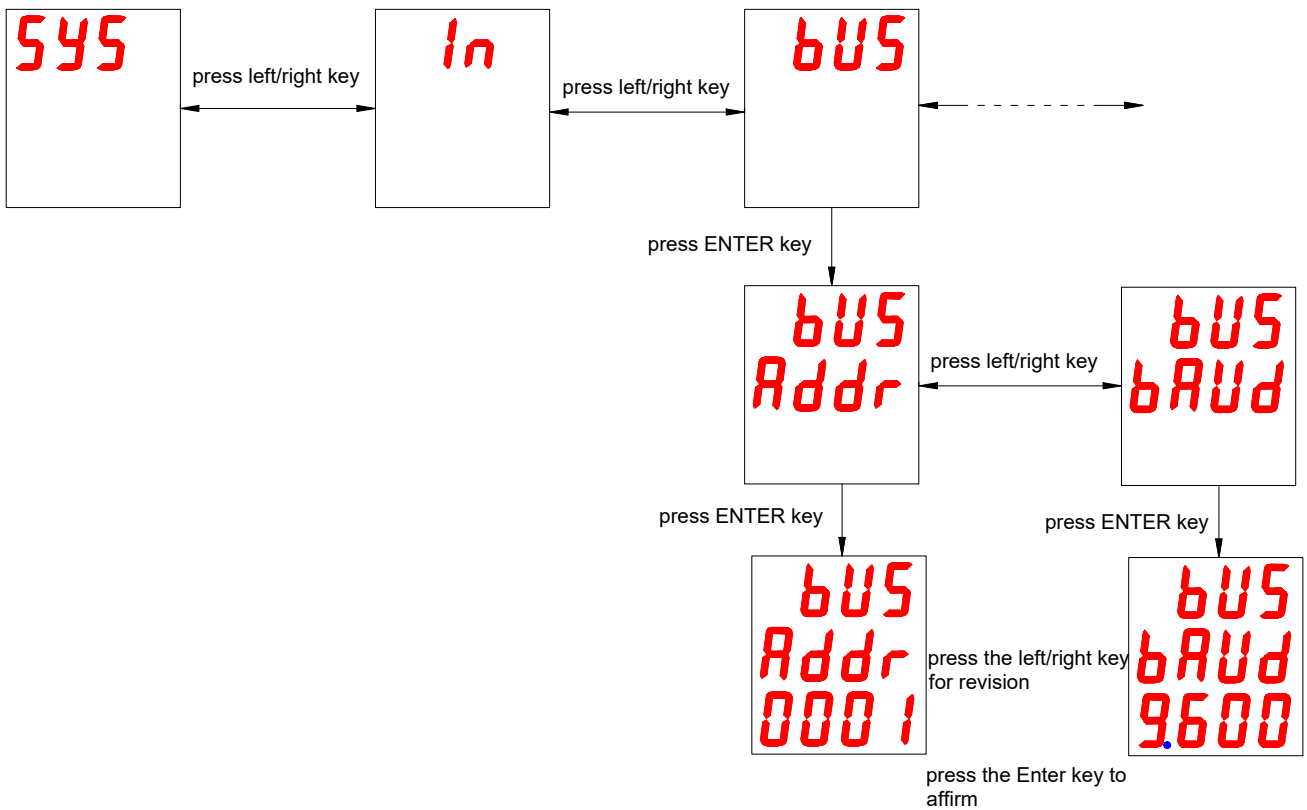 SYS
In
bUS
press left/right key
press left/right key
press ENTER key
bUS
Addr
press left/right key
bUS
bAUd
press ENTER key
press ENTER key
bUS
Addr
0001
press the left/right key
for revision
bUS
bAUd
9.600
press the Enter key to
affirm